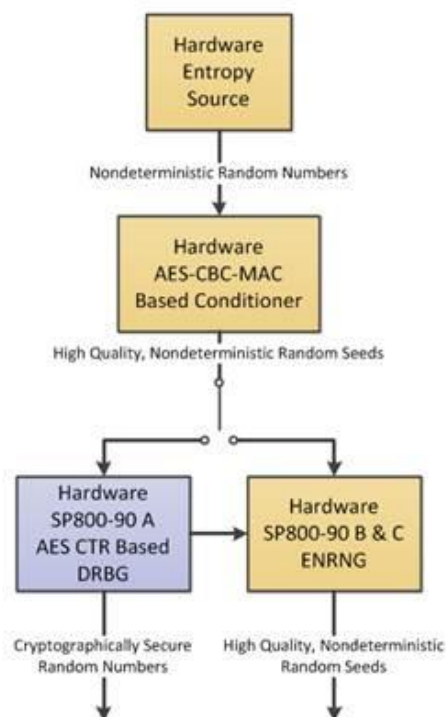 Hardware
Entropy
Source
Nondeterministic Random Numbers
Hardware
AES-CBC-MAC
Based Conditioner
High Quality, Nondeterministic Random Seeds
Hardware
SP800-90 A
AES CTR Based
DRBG
Hardware
SP800-90 B & C
ENRNG
Cryptographically Secure
Random Numbers
High Quality, Nondeterministic
Random Seeds